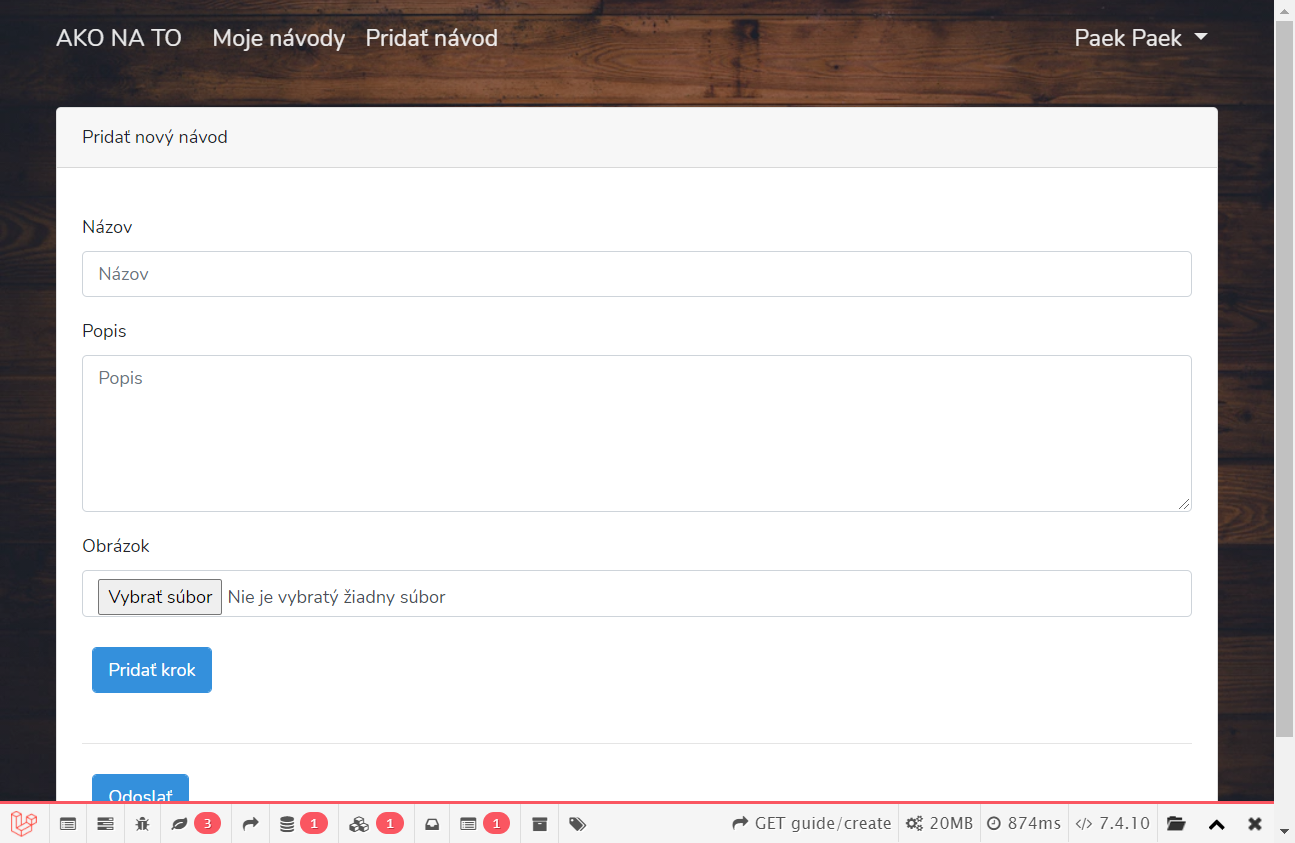 AKO NA TO Moje návody Pridať návod Paek Paek
Pridať nový návod
Názov
Názov
Popis
Popis
Obrázok
Vybrať súbor Nie je vybratý žiadny súbor
Pridať krok
Odoslať
3 1 1 1 GET guide/create 20MB 874ms 7.4.10